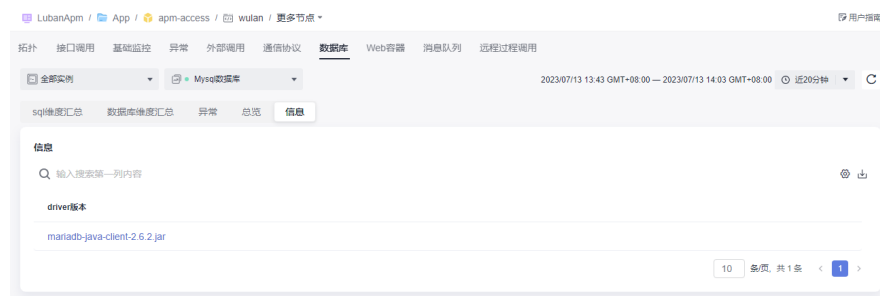 LubanApm / App / apm-access / wulan / 更多节点
用户指南
拓扑 接口调用 基础监控 异常 外部调用 通信协议 数据库 Web容器 消息队列 远程过程调用
全部实例 Mysql数据库 2023/07/13 13:43 GMT+08:00 — 2023/07/13 14:03 GMT+08:00 近20分钟
sql维度汇总 数据库维度汇总 异常 总览 信息
信息
输入搜索第一列内容
driver版本
mariadb-java-client-2.6.2.jar
10 条/页, 共 1 条 < 1 >